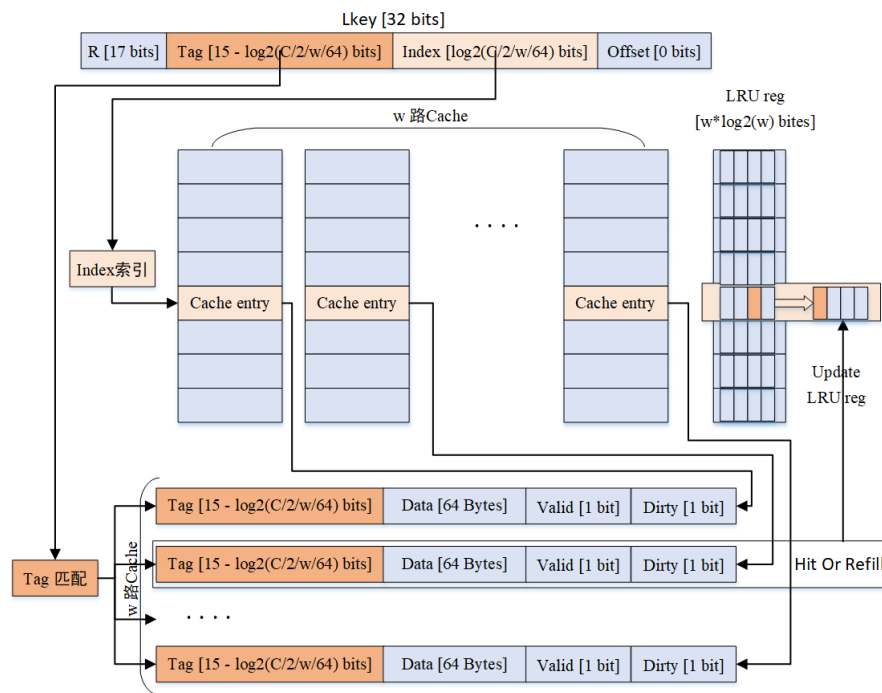 Lkey [32 bits]
R [17 bits]
Tag [15 - log2(C/2/w/64) bits]
Index [log2(C/2/w/64) bits]
Offset [0 bits]
w 路Cache
LRU reg
[w*log2(w) bites]
. . . .
Index索引
Cache entry
Cache entry
Cache entry
Update
LRU reg
Tag [15 - log2(C/2/w/64) bits]
Data [64 Bytes]
Valid [1 bit]
Dirty [1 bit]
Tag 匹配
w 路Cache
Tag [15 - log2(C/2/w/64) bits]
Data [64 Bytes]
Valid [1 bit]
Dirty [1 bit]
Hit Or Refill
. . . .
Tag [15 - log2(C/2/w/64) bits]
Data [64 Bytes]
Valid [1 bit]
Dirty [1 bit]